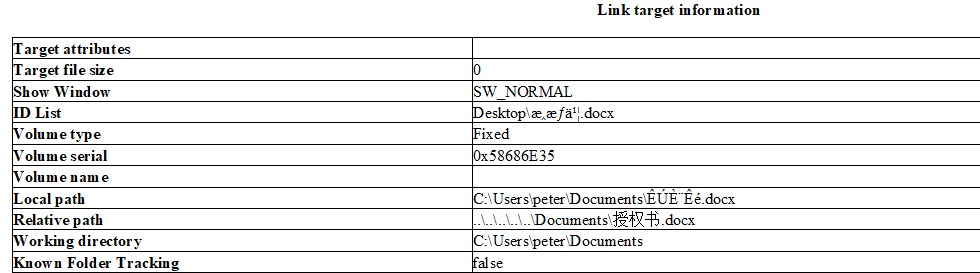 Link target information
Target attributes
Target file size 0
Show Window SW_NORMAL
ID List Desktop\æˎæƒä¹¦.docx
Volume type Fixed
Volume serial 0x58686E35
Volume name
Local path C:\Users\peter\Documents\ÊÚÈ¨Êé.docx
Relative path ..\..\..\..\..\Documents\授权书.docx
Working directory C:\Users\peter\Documents
Known Folder Tracking false